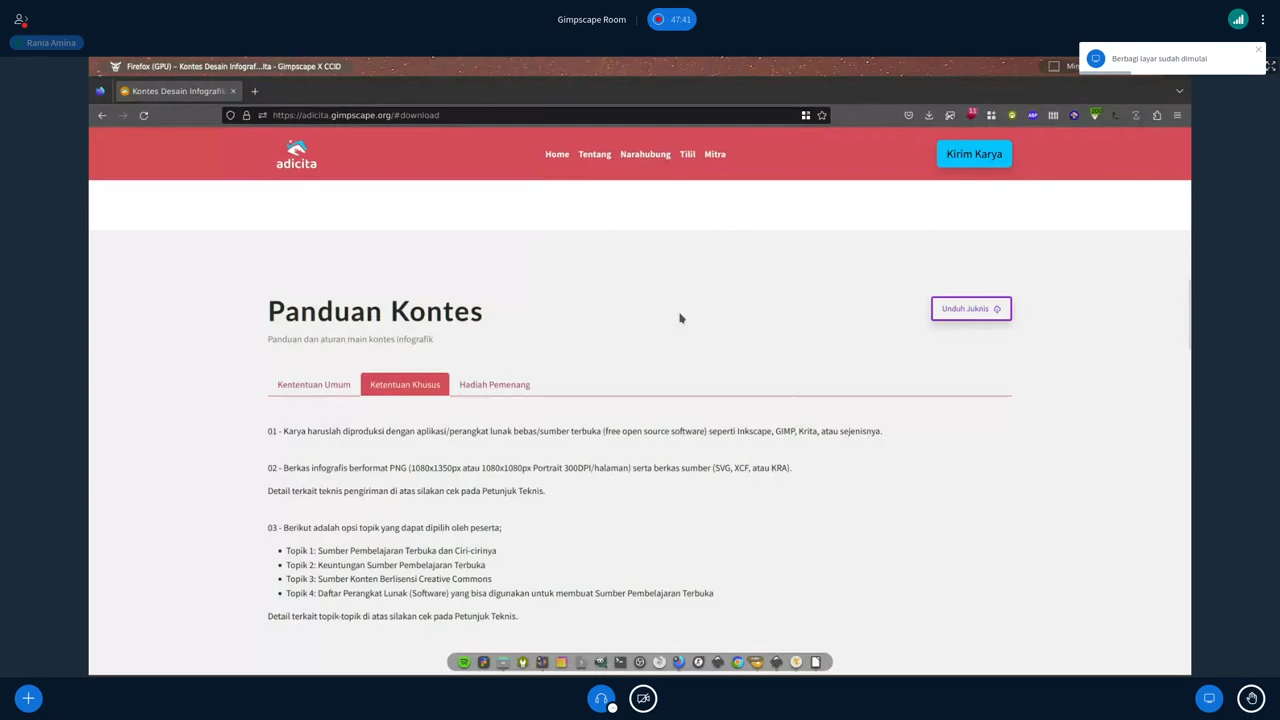 Gimpscape Room
47:41
Rania Amina
Berbagi layar sudah dimulai
Firefox (GPU) – Kontes Desain Infograf...lta - Gimpscape X CCID
Kontes Desain Infografik
https://adicita.gimpscape.org/#download
11
ABP
adicita
Home Tentang Narahubung Tilil Mitra
Kirim Karya
Panduan Kontes
Unduh Juknis
Panduan dan aturan main kontes infografik
Kententuan Umum Ketentuan Khusus Hadiah Pemenang
01 - Karya haruslah diproduksi dengan aplikasi/perangkat lunak bebas/sumber terbuka (free open source software) seperti Inkscape, GIMP, Krita, atau sejenisnya.
02 - Berkas infografis berformat PNG (1080x1350px atau 1080x1080px Portrait 300DPI/halaman) serta berkas sumber (SVG, XCF, atau KRA).
Detail terkait teknis pengiriman di atas silakan cek pada Petunjuk Teknis.
03 - Berikut adalah opsi topik yang dapat dipilih oleh peserta;
Topik 1: Sumber Pembelajaran Terbuka dan Ciri-cirinya
Topik 2: Keuntungan Sumber Pembelajaran Terbuka
Topik 3: Sumber Konten Berlisensi Creative Commons
Topik 4: Daftar Perangkat Lunak (Software) yang bisa digunakan untuk membuat Sumber Pembelajaran Terbuka
Detail terkait topik-topik di atas silakan cek pada Petunjuk Teknis.